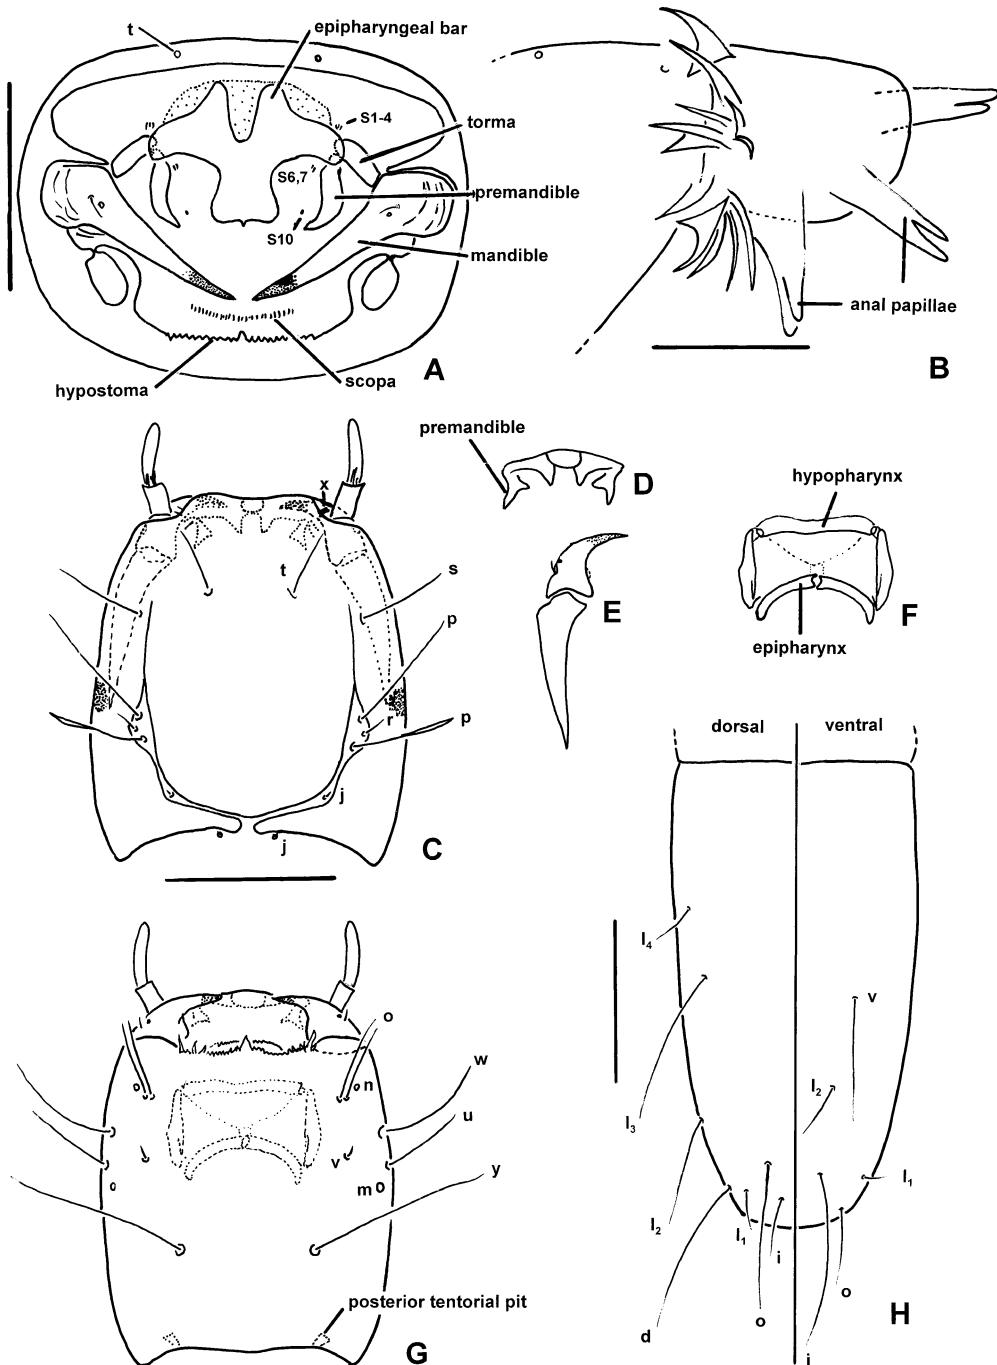 t
epipharyngeal bar
S1-4
torma
S6,7
premandible
S10
mandible
hypostoma
scopa
A
anal papillae
B
x
t
s
p
r
p
j
j
C
premandible
D
E
hypopharynx
epipharynx
F
dorsal
ventral
l4
v
l2
l3
l1
l2
l1
i
o
o
d
i
H
o
n
w
u
v
m
y
posterior tentorial pit
G